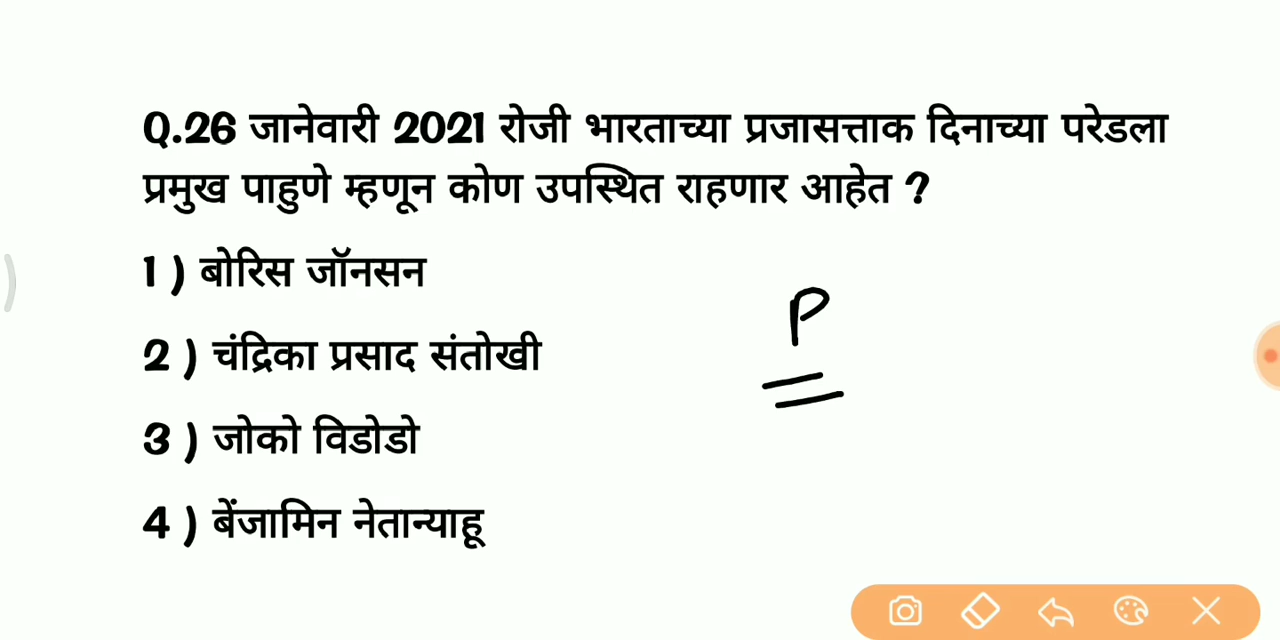 Q.26 जानेवारी 2021 रोजी भारताच्या प्रजासत्ताक दिनाच्या परेडला
प्रमुख पाहुणे म्हणून कोण उपस्थित राहणार आहेत ?
1 ) बोरिस जॉनसन
2 ) चंद्रिका प्रसाद संतोखी
3 ) जोको विडोडो
4 ) बेंजामिन नेतान्याहू
P